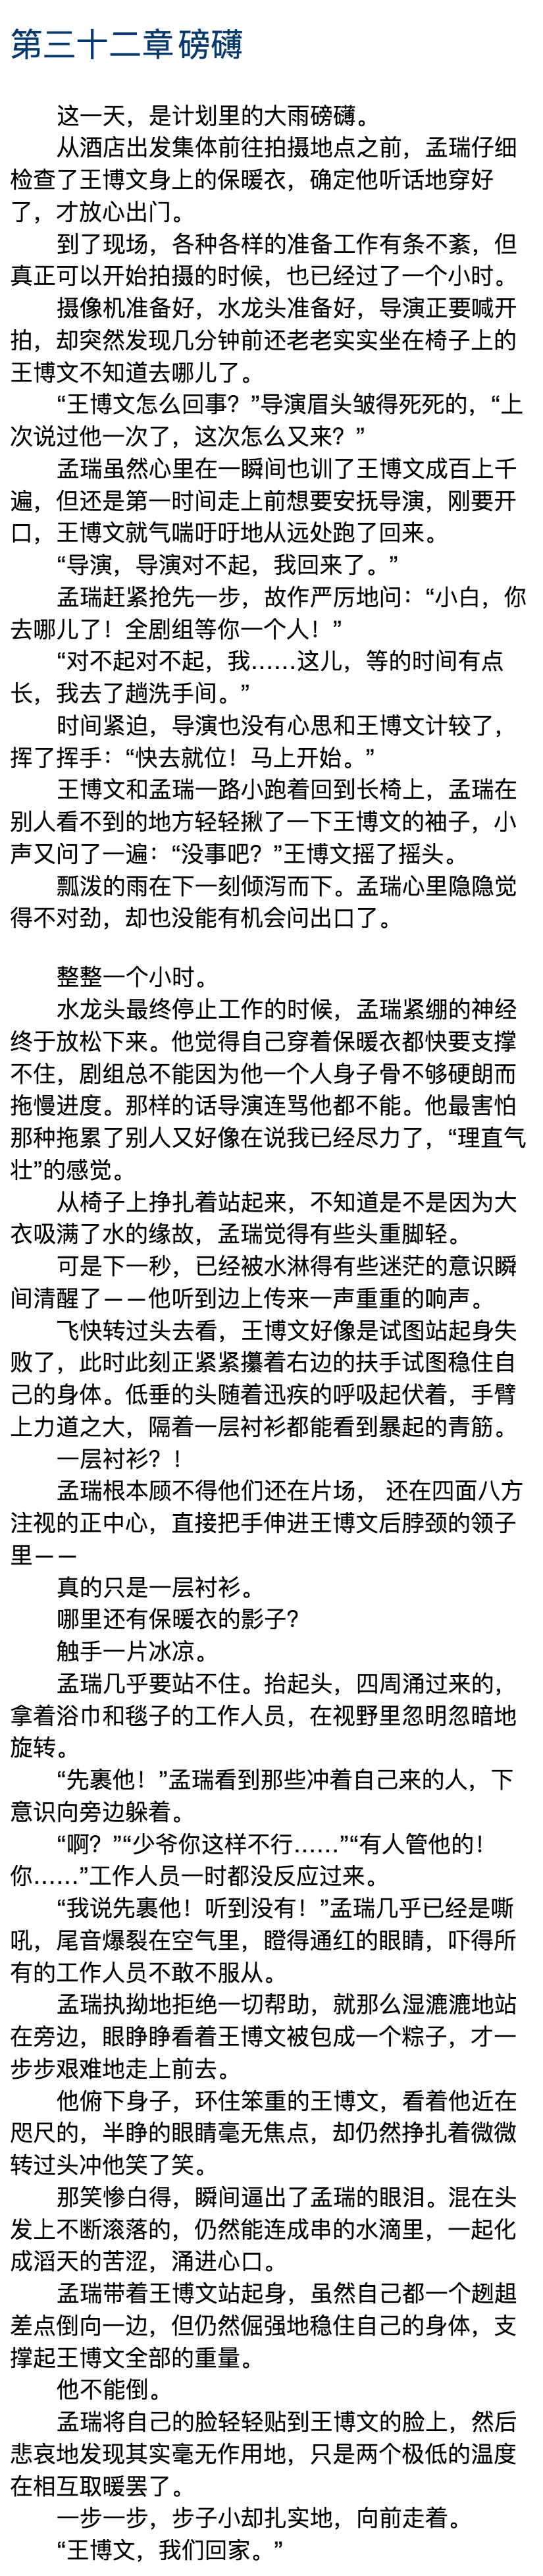 第三十二章 磅礴
这一天，是计划里的大雨磅礴。
从酒店出发集体前往拍摄地点之前，孟瑞仔细
检查了王博文身上的保暖衣，确定他听话地穿好
了，才放心出门。
到了现场，各种各样的准备工作有条不紊，但
真正可以开始拍摄的时候，也已经过了一个小时。
摄像机准备好，水龙头准备好，导演正要喊开
拍，却突然发现几分钟前还老老实实坐在椅子上的
王博文不知道去哪儿了。
“王博文怎么回事？”导演眉头皱得死死的，“上
次说过他一次了，这次怎么又来？”
孟瑞虽然心里在一瞬间也训了王博文成百上千
遍，但还是第一时间走上前想要安抚导演，刚要开
口，王博文就气喘吁吁地从远处跑了回来。
“导演，导演对不起，我回来了。”
孟瑞赶紧抢先一步，故作严厉地问：“小白，你
去哪儿了！全剧组等你一个人！”
“对不起对不起，我……这儿，等的时间有点
长，我去了趟洗手间。”
时间紧迫，导演也没有心思和王博文计较了，
挥了挥手：“快去就位！马上开始。”
王博文和孟瑞一路小跑着回到长椅上，孟瑞在
别人看不到的地方轻轻揪了一下王博文的袖子，小
声又问了一遍：“没事吧？”王博文摇了摇头。
瓢泼的雨在下一刻倾泻而下。孟瑞心里隐隐觉
得不对劲，却也没能有机会问出口了。
整整一个小时。
水龙头最终停止工作的时候，孟瑞紧绷的神经
终于放松下来。他觉得自己穿着保暖衣都快要支撑
不住，剧组总不能因为他一个人身子骨不够硬朗而
拖慢进度。那样的话导演连骂他都不能。他最害怕
那种拖累了别人又好像在说我已经尽力了，“理直气
壮”的感觉。
从椅子上挣扎着站起来，不知道是不是因为大
衣吸满了水的缘故，孟瑞觉得有些头重脚轻。
可是下一秒，已经被水淋得有些迷茫的意识瞬
间清醒了——他听到边上传来一声重重的响声。
飞快转过头去看，王博文好像是试图站起身失
败了，此时此刻正紧紧攥着右边的扶手试图稳住自
己的身体。低垂的头随着迅疾的呼吸起伏着，手臂
上力道之大，隔着一层衬衫都能看到暴起的青筋。
一层衬衫？！
孟瑞根本顾不得他们还在片场， 还在四面八方
注视的正中心，直接把手伸进王博文后脖颈的领子
里——
真的只是一层衬衫。
哪里还有保暖衣的影子？
触手一片冰凉。
孟瑞几乎要站不住。抬起头，四周涌过来的，
拿着浴巾和毯子的工作人员，在视野里忽明忽暗地
旋转。
“先裹他！”孟瑞看到那些冲着自己来的人，下
意识向旁边躲着。
“啊？”“少爷你这样不行……”“有人管他的！
你……”工作人员一时都没反应过来。
“我说先裹他！听到没有！”孟瑞几乎已经是嘶
吼，尾音爆裂在空气里，瞪得通红的眼睛，吓得所
有的工作人员不敢不服从。
孟瑞执拗地拒绝一切帮助，就那么湿漉漉地站
在旁边，眼睁睁看着王博文被包成一个粽子，才一
步步艰难地走上前去。
他俯下身子，环住笨重的王博文，看着他近在
咫尺的，半睁的眼睛毫无焦点，却仍然挣扎着微微
转过头冲他笑了笑。
那笑惨白得，瞬间逼出了孟瑞的眼泪。混在头
发上不断滚落的，仍然能连成串的水滴里，一起化
成滔天的苦涩，涌进心口。
孟瑞带着王博文站起身，虽然自己都一个趔趄
差点倒向一边，但仍然倔强地稳住自己的身体，支
撑起王博文全部的重量。
他不能倒。
孟瑞将自己的脸轻轻贴到王博文的脸上，然后
悲哀地发现其实毫无作用地，只是两个极低的温度
在相互取暖罢了。
一步一步，步子小却扎实地，向前走着。
“王博文，我们回家。”